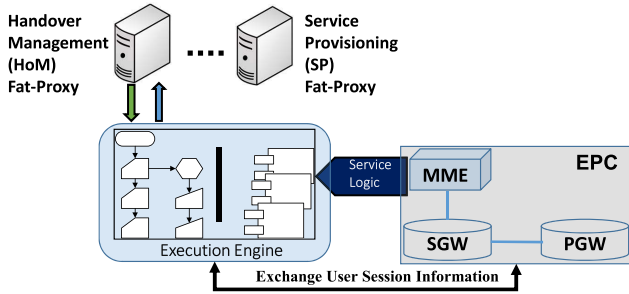 Handover
Management
(HoM)
Fat-Proxy
Service
Provisioning
(SP)
Fat-Proxy
Execution Engine
Service
Logic
EPC
MME
SGW
PGW
Exchange User Session Information